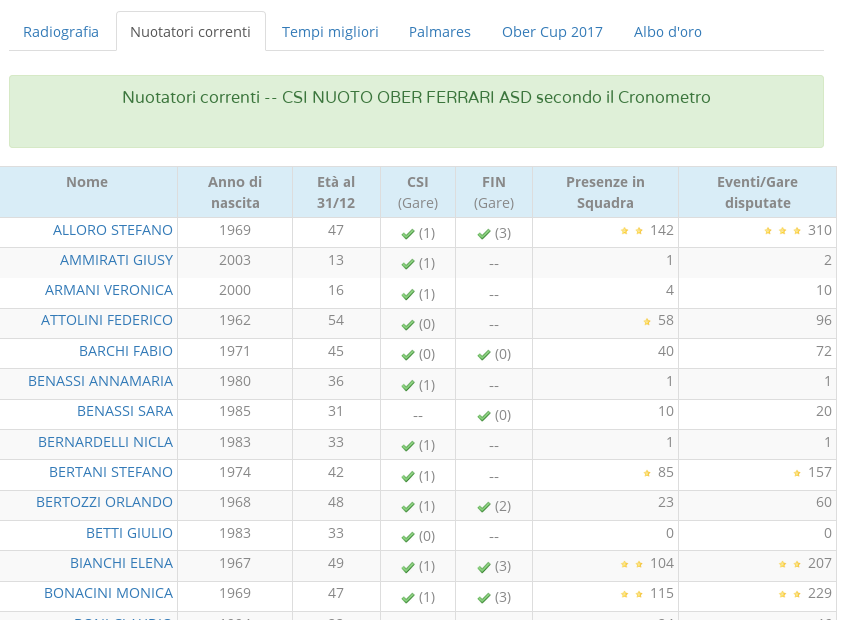 Radiografia Nuotatori correnti Tempi migliori Palmares Ober Cup 2017 Albo d'oro
Nuotatori correnti -- CSI NUOTO OBER FERRARI ASD secondo il Cronometro
Nome Anno di nascita Età al 31/12 CSI (Gare) FIN (Gare) Presenze in Squadra Eventi/Gare disputate
ALLORO STEFANO 1969 47 (1) (3) 142 310
AMMIRATI GIUSY 2003 13 (1) -- 1 2
ARMANI VERONICA 2000 16 (1) -- 4 10
ATTOLINI FEDERICO 1962 54 (0) -- 58 96
BARCHI FABIO 1971 45 (0) (0) 40 72
BENASSI ANNAMARIA 1980 36 (1) -- 1 1
BENASSI SARA 1985 31 -- (0) 10 20
BERNARDELLI NICLA 1983 33 (1) -- 1 1
BERTANI STEFANO 1974 42 (1) -- 85 157
BERTOZZI ORLANDO 1968 48 (1) (2) 23 60
BETTI GIULIO 1983 33 (0) -- 0 0
BIANCHI ELENA 1967 49 (1) (3) 104 207
BONACINI MONICA 1969 47 (1) (3) 115 229